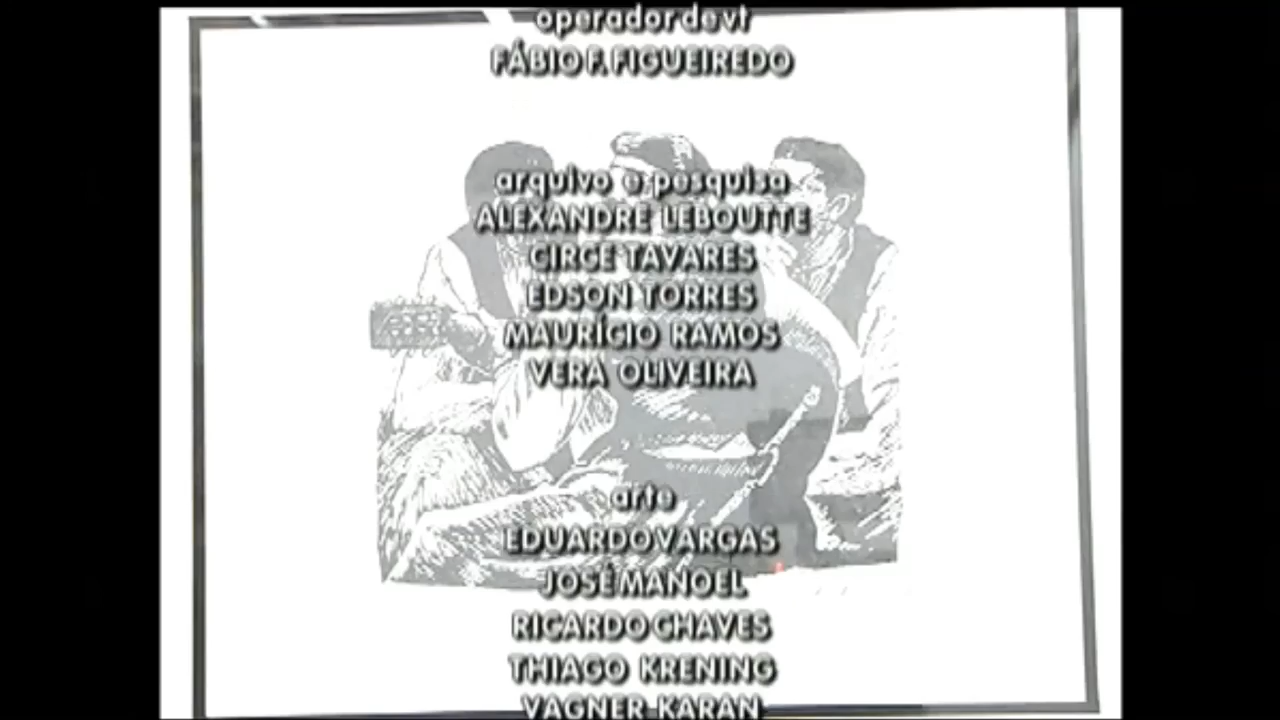 operador de vt
FÁBIO F. FIGUEIREDO
arquivo e pesquisa
ALEXANDRE LEBOUTTE
CIRCE TAVARES
EDSON TORRES
MAURÍCIO RAMOS
VERA OLIVEIRA
arte
EDUARDO VARGAS
JOSÉ MANOEL
RICARDO CHAVES
THIAGO KRENING
VAGNER KARAN